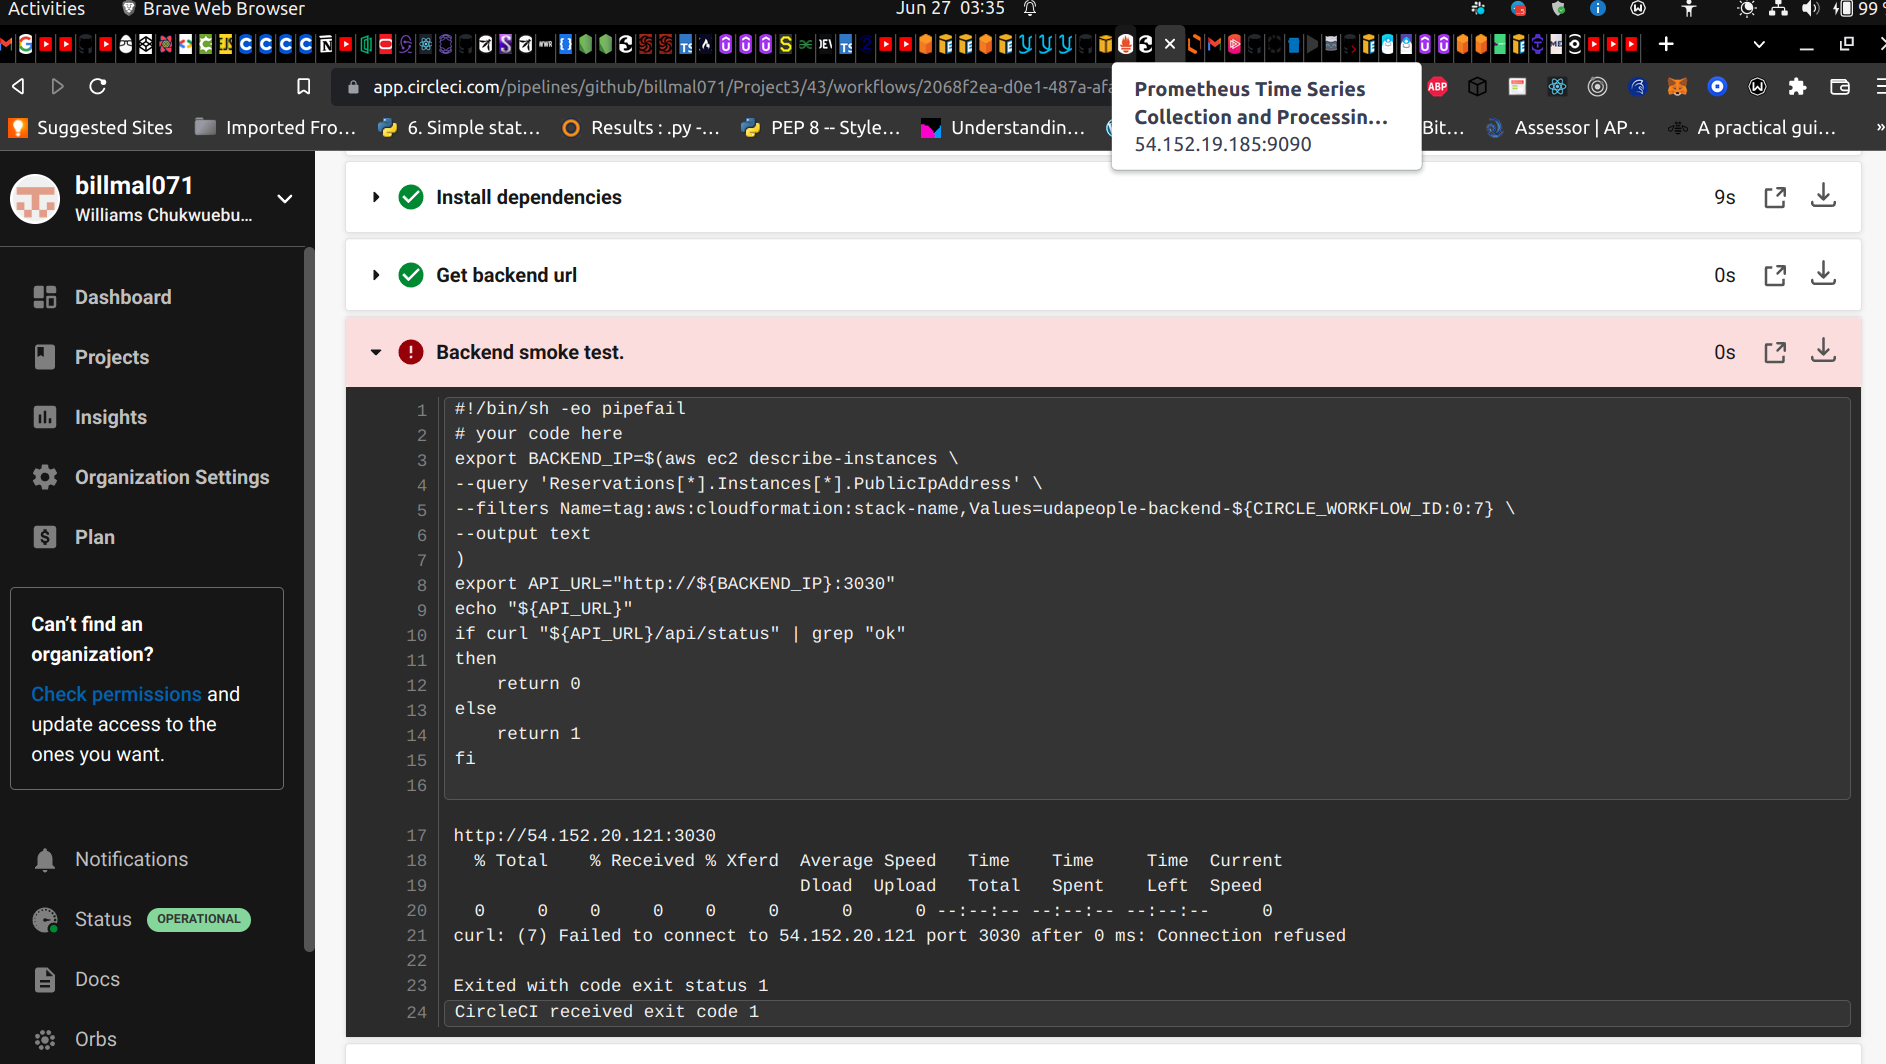 Activities
Brave Web Browser
Jun 27 03:35
99
app.circleci.com/pipelines/github/billmal071/Project3/43/workflows/2068f2ea-d0e1-487a-afa
Prometheus Time Series
Collection and Processin...
54.152.19.185:9090
ABP
Suggested Sites
Imported Fro...
6. Simple stat...
Results : .py -...
PEP 8 -- Style...
Understandin...
Bit...
Assessor | AP...
A practical gui...
»
billmal071
Williams Chukwuebu...
Dashboard
Projects
Insights
Organization Settings
Plan
Can't find an
organization?
Check permissions and
update access to the
ones you want.
Notifications
Status OPERATIONAL
Docs
Orbs
Install dependencies 9s
Get backend url 0s
Backend smoke test. 0s
1 #!/bin/sh -eo pipefail
2 # your code here
3 export BACKEND_IP=$(aws ec2 describe-instances \
4 --query 'Reservations[*].Instances[*].PublicIpAddress' \
5 --filters Name=tag:aws:cloudformation:stack-name,Values=udapeople-backend-${CIRCLE_WORKFLOW_ID:0:7} \
6 --output text
7 )
8 export API_URL="http://${BACKEND_IP}:3030"
9 echo "${API_URL}"
10 if curl "${API_URL}/api/status" | grep "ok"
11 then
12     return 0
13 else
14     return 1
15 fi
16
17 http://54.152.20.121:3030
18   % Total    % Received % Xferd  Average Speed   Time    Time     Time  Current
19                                  Dload  Upload   Total   Spent    Left  Speed
20   0     0    0     0    0     0      0      0 --:--:-- --:--:-- --:--:--     0
21 curl: (7) Failed to connect to 54.152.20.121 port 3030 after 0 ms: Connection refused
22
23 Exited with code exit status 1
24 CircleCI received exit code 1